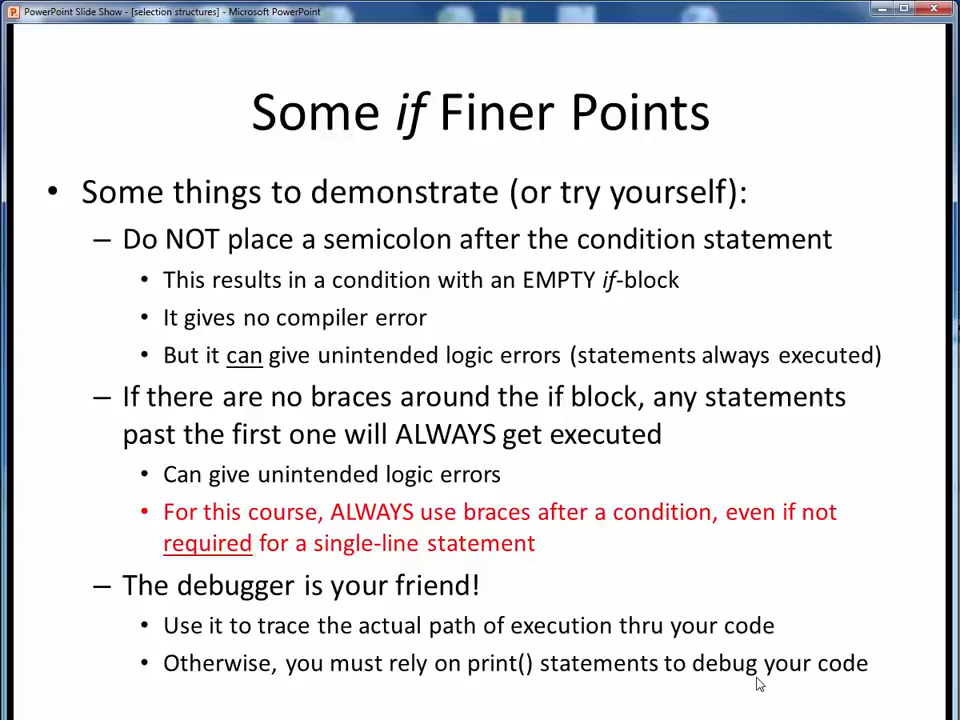 PowerPoint Slide Show - [selection structures] - Microsoft PowerPoint
Some if Finer Points
• Some things to demonstrate (or try yourself):
– Do NOT place a semicolon after the condition statement
• This results in a condition with an EMPTY if-block
• It gives no compiler error
• But it can give unintended logic errors (statements always executed)
– If there are no braces around the if block, any statements
past the first one will ALWAYS get executed
• Can give unintended logic errors
• For this course, ALWAYS use braces after a condition, even if not
required for a single-line statement
– The debugger is your friend!
• Use it to trace the actual path of execution thru your code
• Otherwise, you must rely on print() statements to debug your code